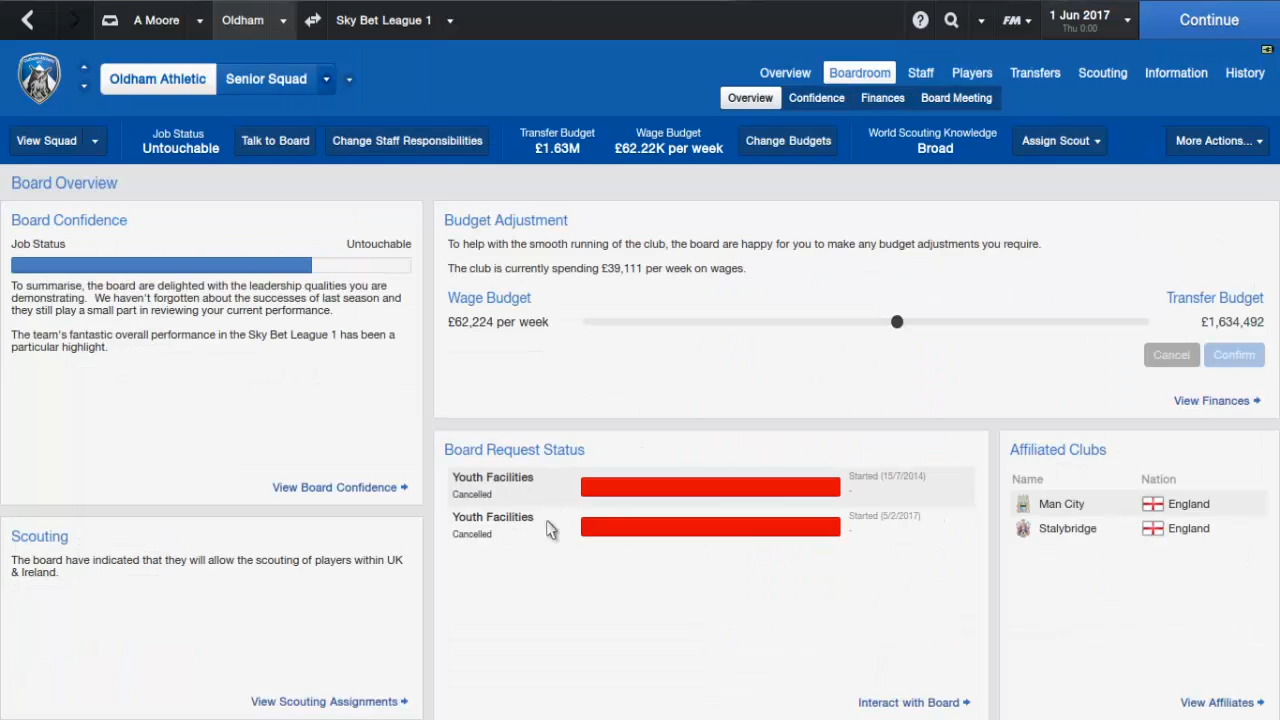 A Moore
Oldham
Sky Bet League 1
FM
1 Jun 2017
Thu 0:00
Continue
Oldham Athletic
Senior Squad
Overview
Boardroom
Staff
Players
Transfers
Scouting
Information
History
Overview
Confidence
Finances
Board Meeting
View Squad
Job Status
Untouchable
Talk to Board
Change Staff Responsibilities
Transfer Budget
£1.63M
Wage Budget
£62.22K per week
Change Budgets
World Scouting Knowledge
Broad
Assign Scout
More Actions...
Board Overview
Board Confidence
Job Status
Untouchable
To summarise, the board are delighted with the leadership qualities you are
demonstrating. We haven't forgotten about the successes of last season and
they still play a small part in reviewing your current performance.
The team's fantastic overall performance in the Sky Bet League 1 has been a
particular highlight.
View Board Confidence
Scouting
The board have indicated that they will allow the scouting of players within UK
& Ireland.
View Scouting Assignments
Budget Adjustment
To help with the smooth running of the club, the board are happy for you to make any budget adjustments you require.
The club is currently spending £39,111 per week on wages.
Wage Budget
Transfer Budget
£62,224 per week
£1,634,492
Cancel
Confirm
View Finances
Board Request Status
Youth Facilities
Cancelled
Started (15/7/2014)
-
Youth Facilities
Cancelled
Started (5/2/2017)
-
Interact with Board
Affiliated Clubs
Name
Nation
Man City
England
Stalybridge
England
View Affiliates